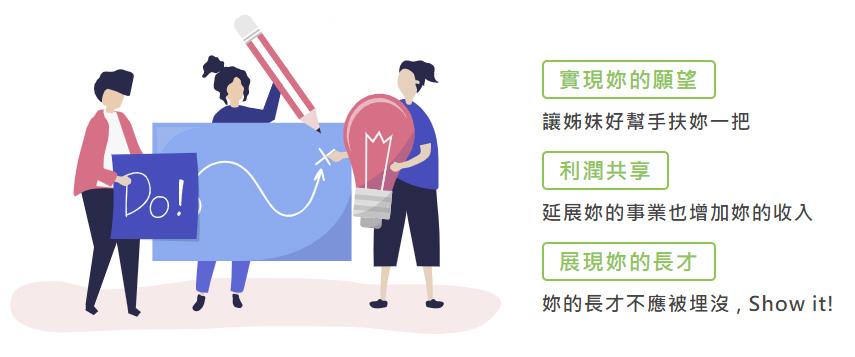 Do!
實現妳的願望
讓姊妹好幫手扶妳一把
利潤共享
延展妳的事業也增加妳的收入
展現妳的長才
妳的長才不應被埋沒 , Show it!